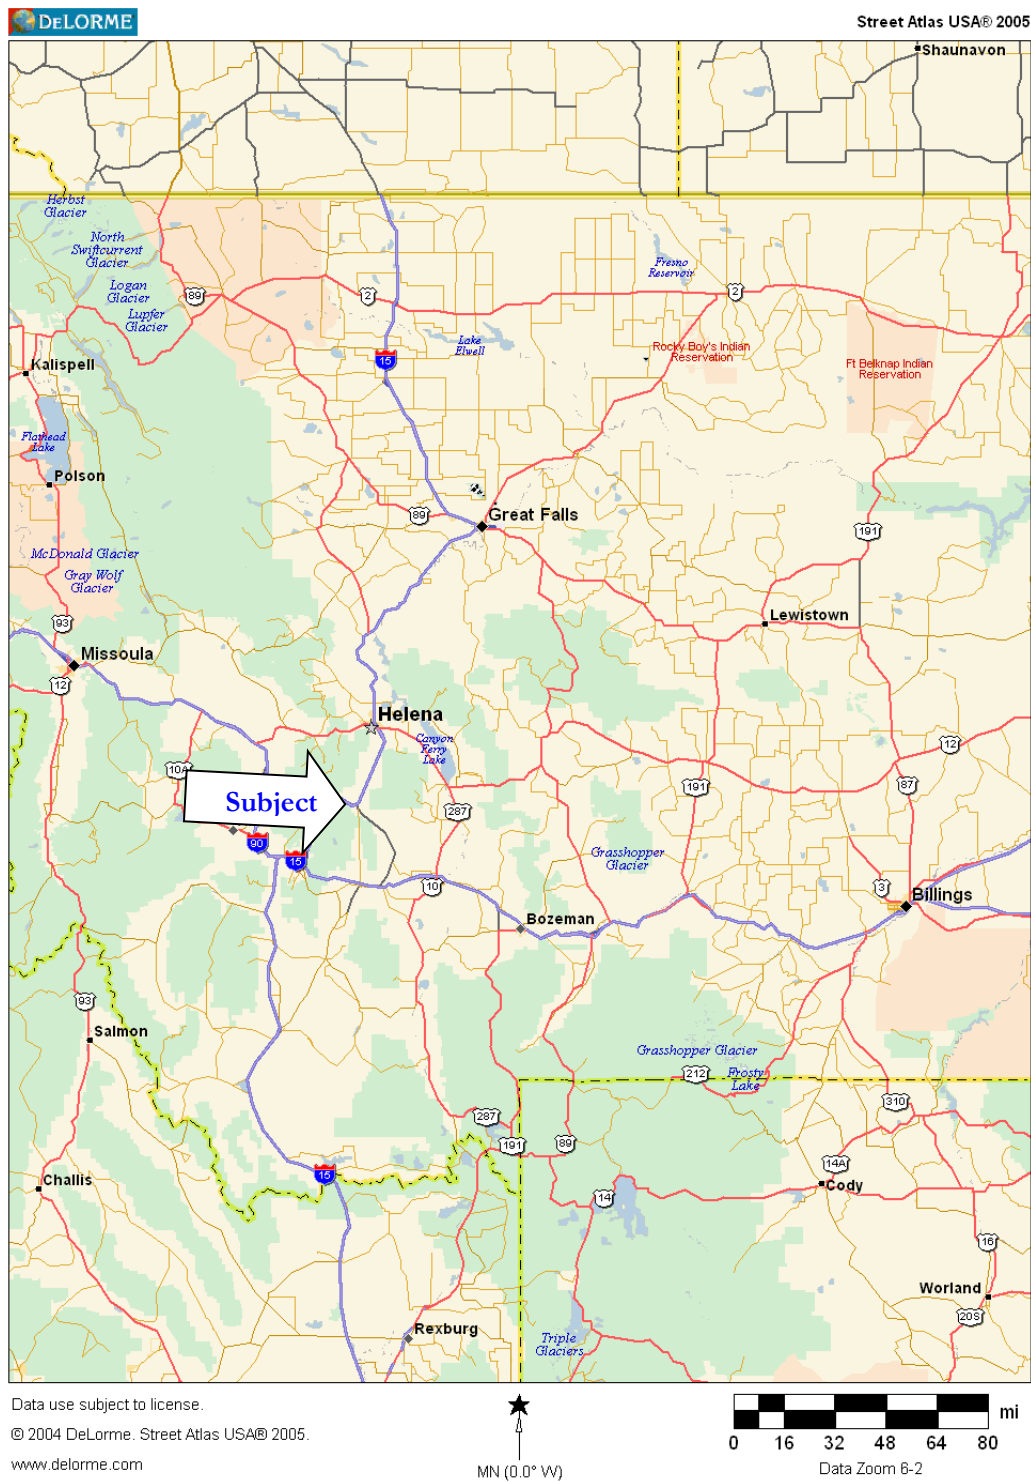 DELORME
Street Atlas USA® 2005
Shaunavon
Herbst
Glacier
North
Swiftcurrent
Glacier
Logan
Glacier
Lupfer
Glacier
89
2
Fresno
Reservoir
2
Lake
Elwell
15
Rocky Boy's Indian
Reservation
Ft Belknap Indian
Reservation
Kalispell
Flathead
Lake
Polson
89
Great Falls
191
McDonald Glacier
Gray Wolf
Glacier
93
Lewistown
Missoula
12
Helena
Canyon
Ferry
Lake
12
10A
Subject
287
191
87
90
15
Grasshopper
Glacier
10
3
Billings
Bozeman
93
Salmon
Grasshopper Glacier
212
Frosty
Lake
310
287
191
89
14A
15
Challis
14
Cody
16
Worland
20S
Rexburg
Triple
Glaciers
Data use subject to license.
© 2004 DeLorme. Street Atlas USA® 2005.
www.delorme.com
MN (0.0° W)
mi
0 16 32 48 64 80
Data Zoom 6-2